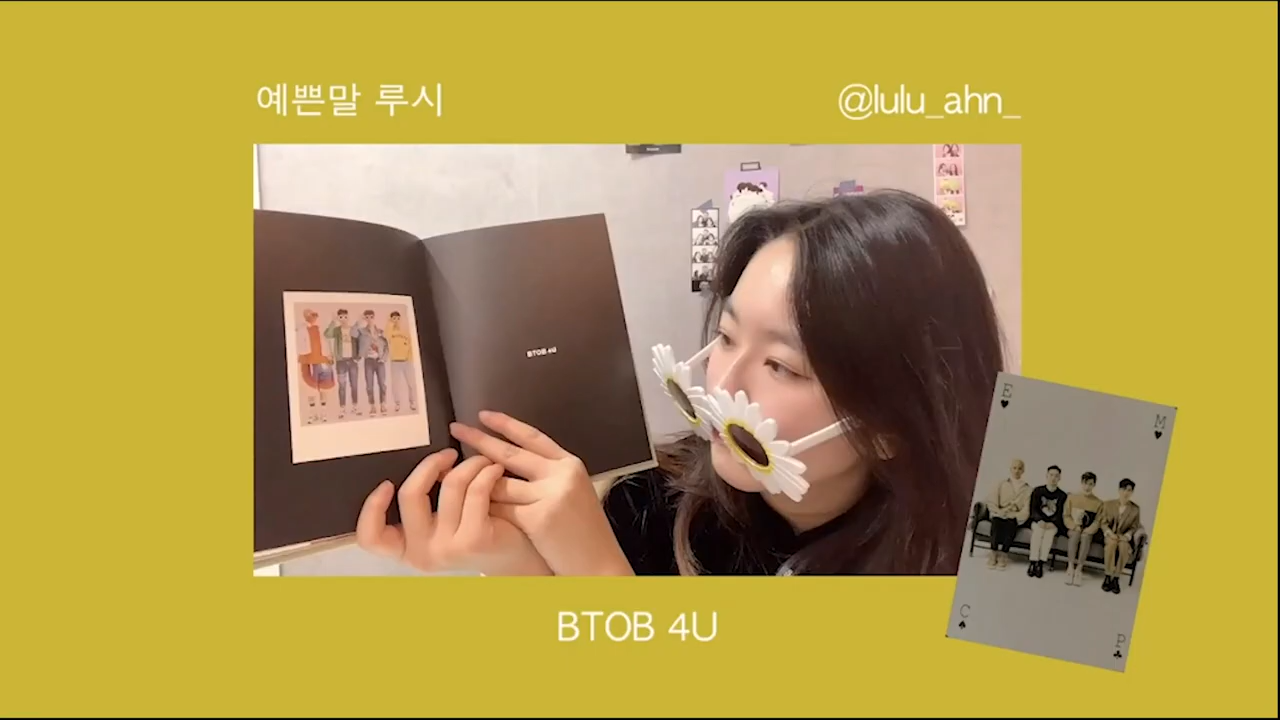 예쁜말 루시
@lulu_ahn_
BTOB 4U
E
M
C
P
BTOB 4U